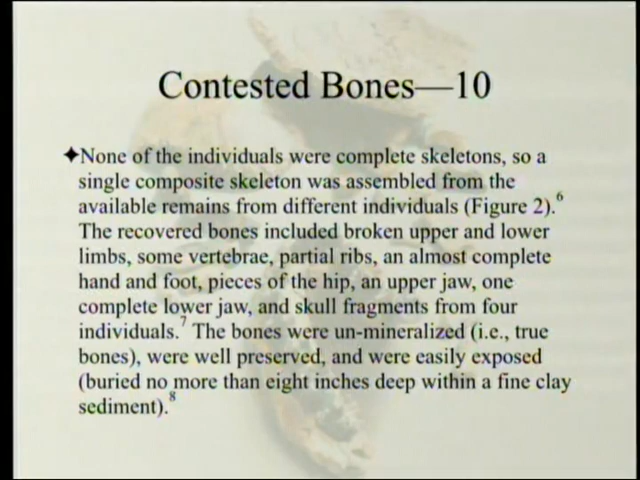 Contested Bones—10
✦None of the individuals were complete skeletons, so a
single composite skeleton was assembled from the
available remains from different individuals (Figure 2).⁶
The recovered bones included broken upper and lower
limbs, some vertebrae, partial ribs, an almost complete
hand and foot, pieces of the hip, an upper jaw, one
complete lower jaw, and skull fragments from four
individuals.⁷ The bones were un-mineralized (i.e., true
bones), were well preserved, and were easily exposed
(buried no more than eight inches deep within a fine clay
sediment).⁸